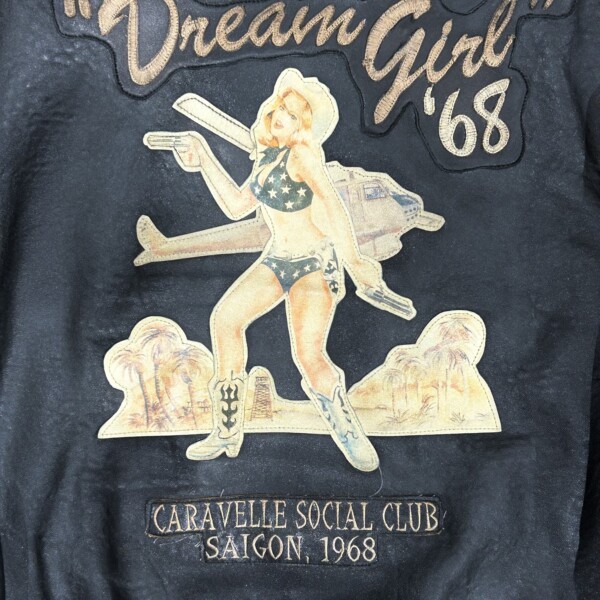 "Dream Girl"
'68
CARAVELLE SOCIAL CLUB
SAIGON, 1968